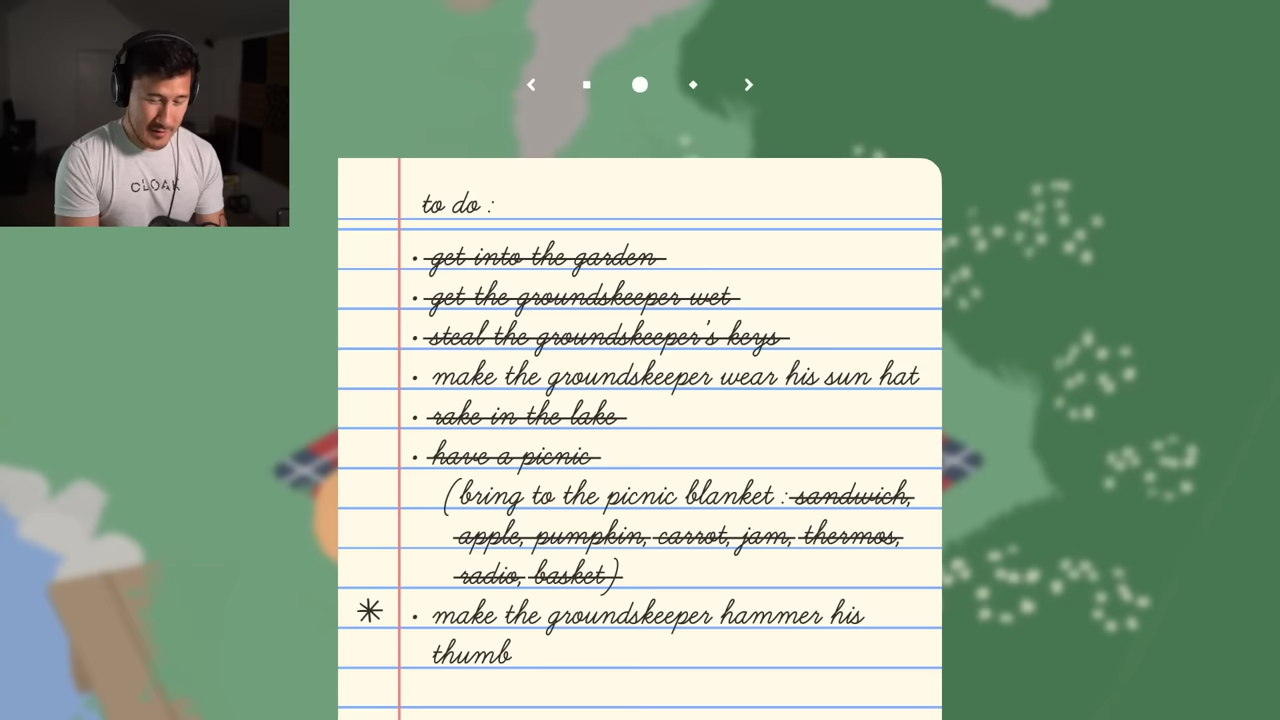 CLOAK
to do :
• get into the garden
• get the groundskeeper wet
• steal the groundskeeper's keys
• make the groundskeeper wear his sun hat
• rake in the lake
• have a picnic
(bring to the picnic blanket : sandwich,
apple, pumpkin, carrot, jam, thermos,
radio, basket)
• make the groundskeeper hammer his
thumb